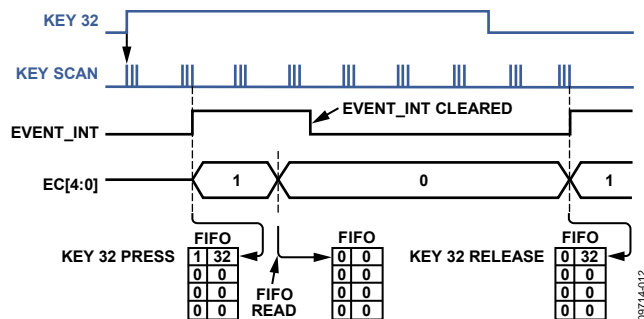 KEY 32
KEY SCAN
EVENT_INT CLEARED
EVENT_INT
EC[4:0]
1
0
1
KEY 32 PRESS
FIFO
1 32
0 0
0 0
0 0
FIFO READ
FIFO
0 0
0 0
0 0
0 0
KEY 32 RELEASE
FIFO
0 32
0 0
0 0
0 0
09714-012